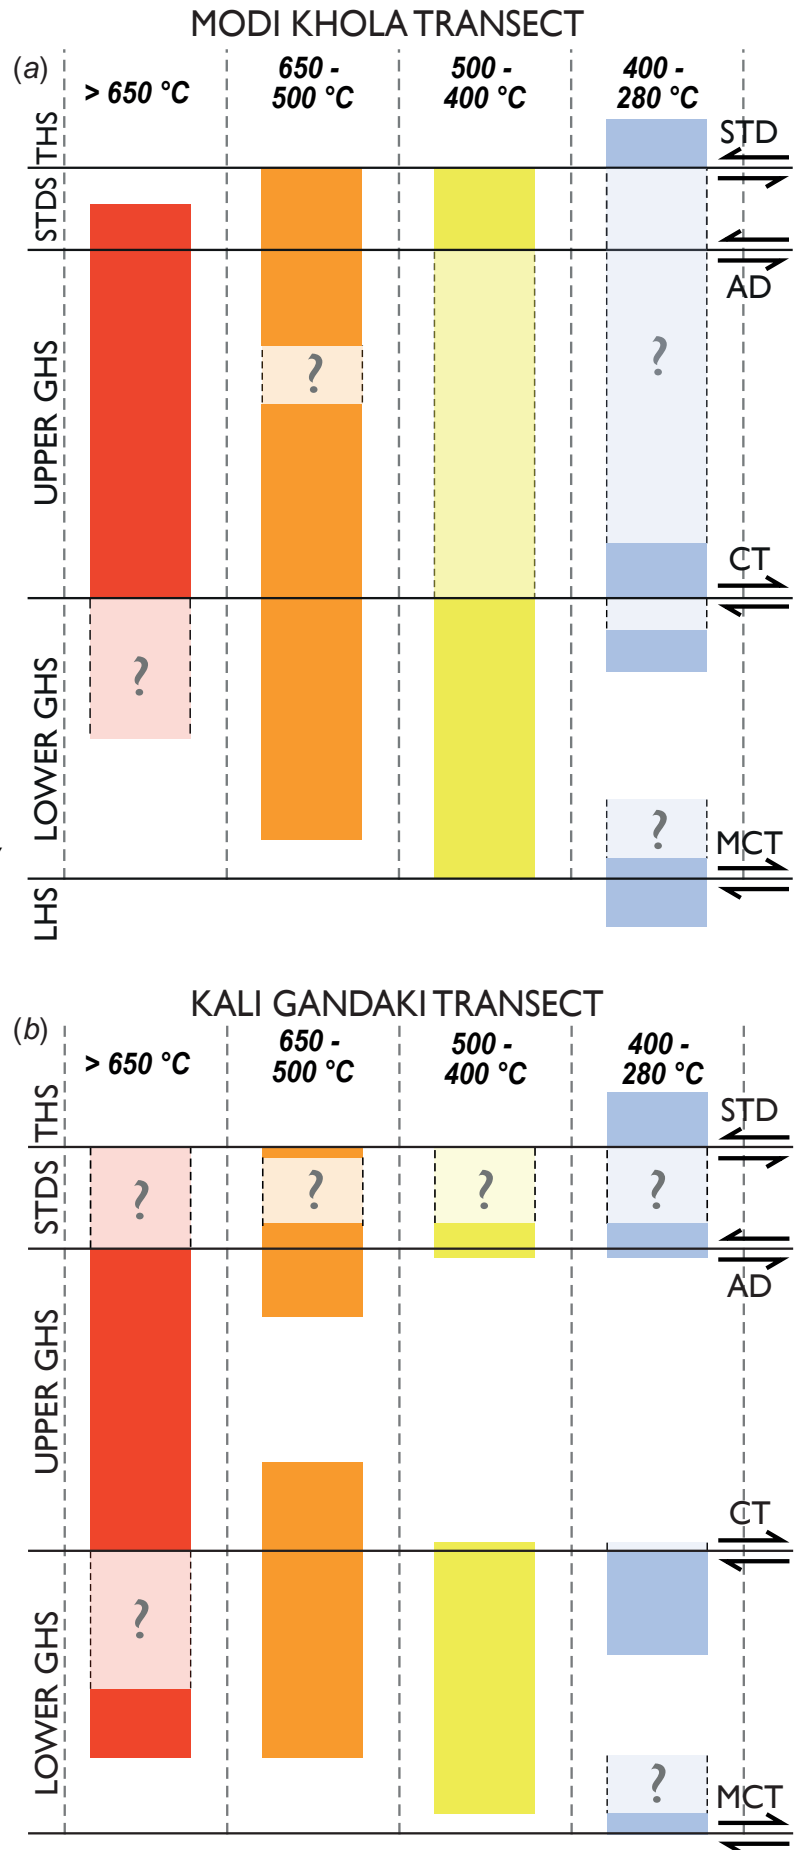 MODI KHOLA TRANSECT
(a)
> 650 °C
650 -
500 °C
500 -
400 °C
400 -
280 °C
THS
STD
STDS
AD
UPPER GHS
?
?
CT
LOWER GHS
?
?
MCT
LHS
KALI GANDAKI TRANSECT
(b)
> 650 °C
650 -
500 °C
500 -
400 °C
400 -
280 °C
THS
STD
STDS
?
?
?
?
AD
UPPER GHS
CT
LOWER GHS
?
?
MCT